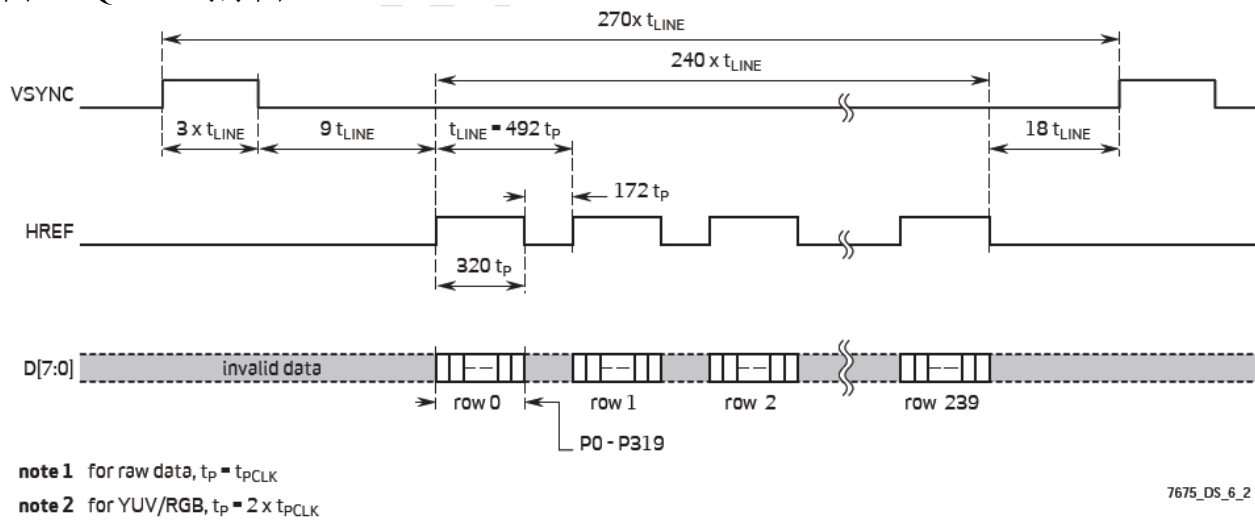 270x tLINE
240 x tLINE
VSYNC
3 x tLINE
9 tLINE
tLINE = 492 tP
18 tLINE
172 tP
HREF
320 tP
D[7:0]
invalid data
row 0
row 1
row 2
row 239
P0 - P319
note 1 for raw data, tP = tPCLK
note 2 for YUV/RGB, tP = 2 x tPCLK
7675_DS_6_2